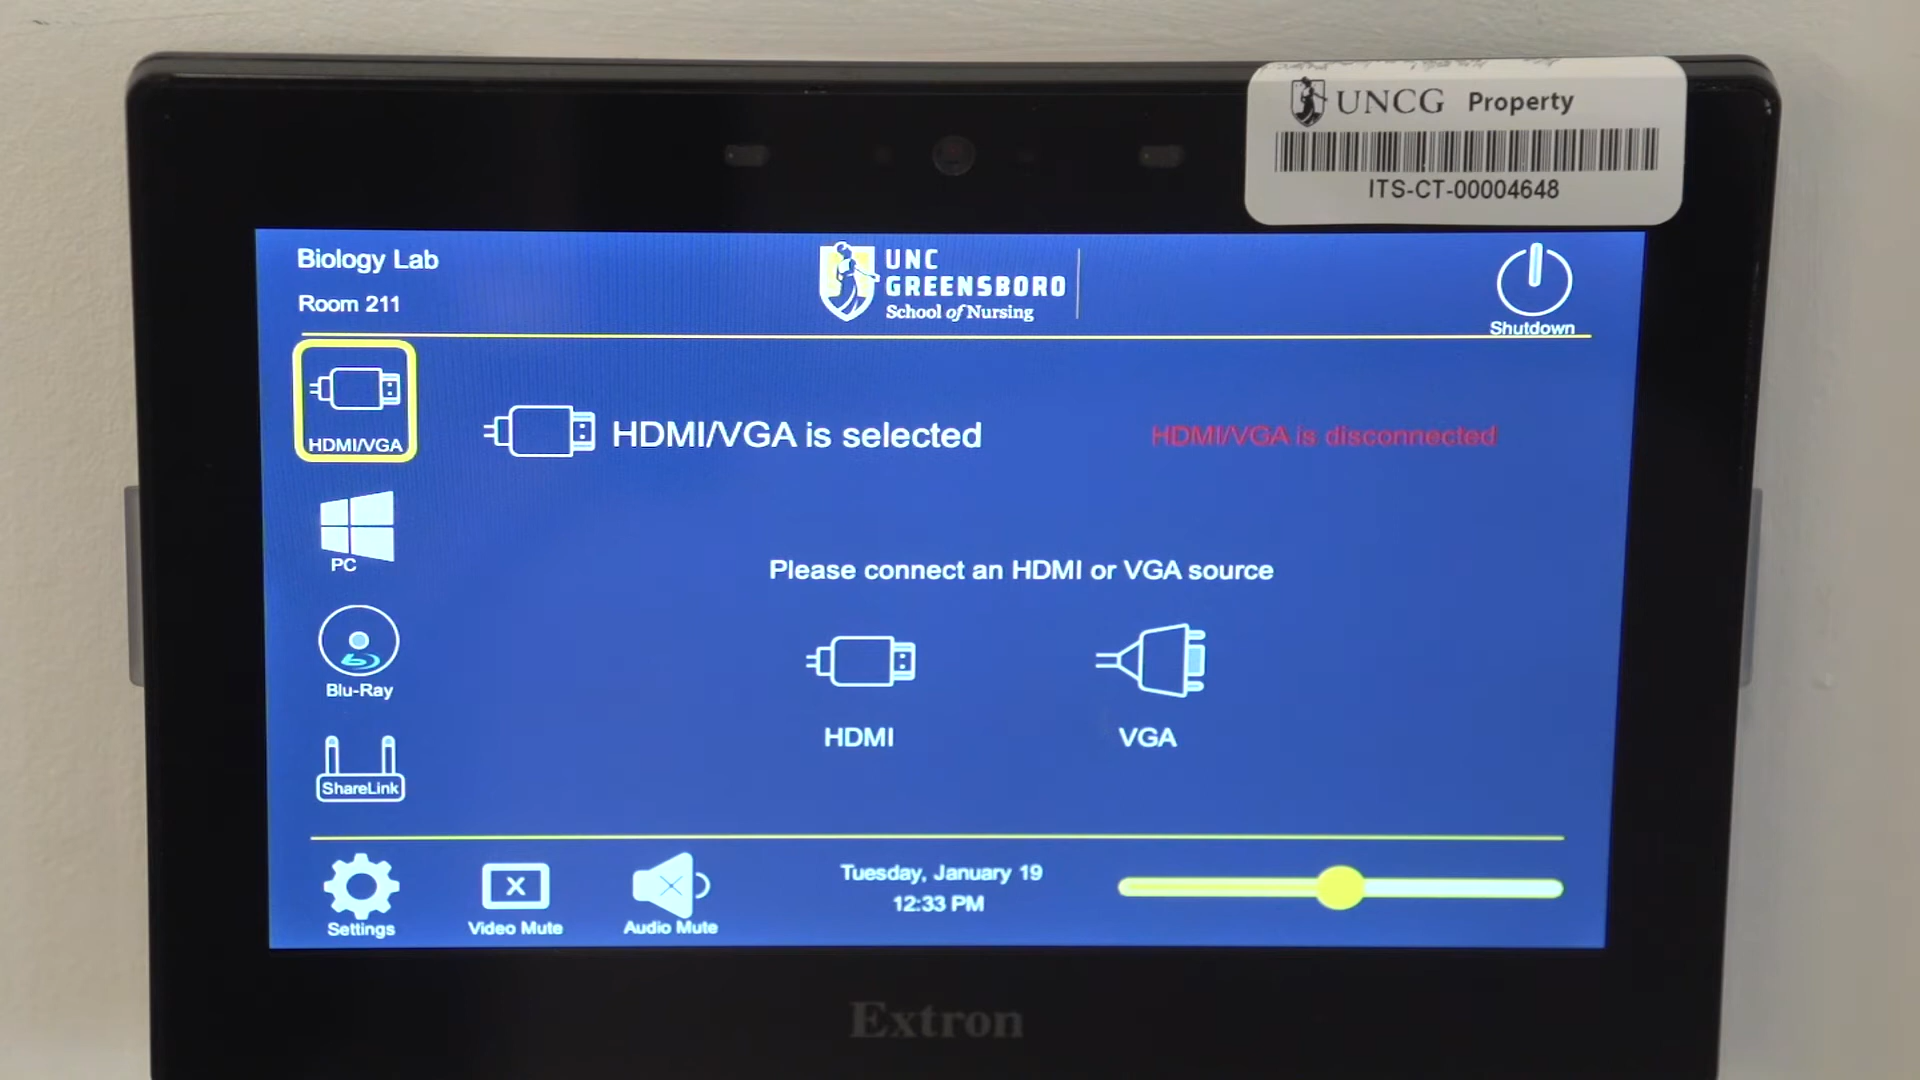 UNCG Property
ITS-CT-00004648
Biology Lab
Room 211
UNC
GREENSBORO
School of Nursing
Shutdown
HDMI/VGA
HDMI/VGA is selected
HDMI/VGA is disconnected
PC
Please connect an HDMI or VGA source
Blu-Ray
HDMI
VGA
ShareLink
Settings
Video Mute
Audio Mute
Tuesday, January 19
12:33 PM
Extron